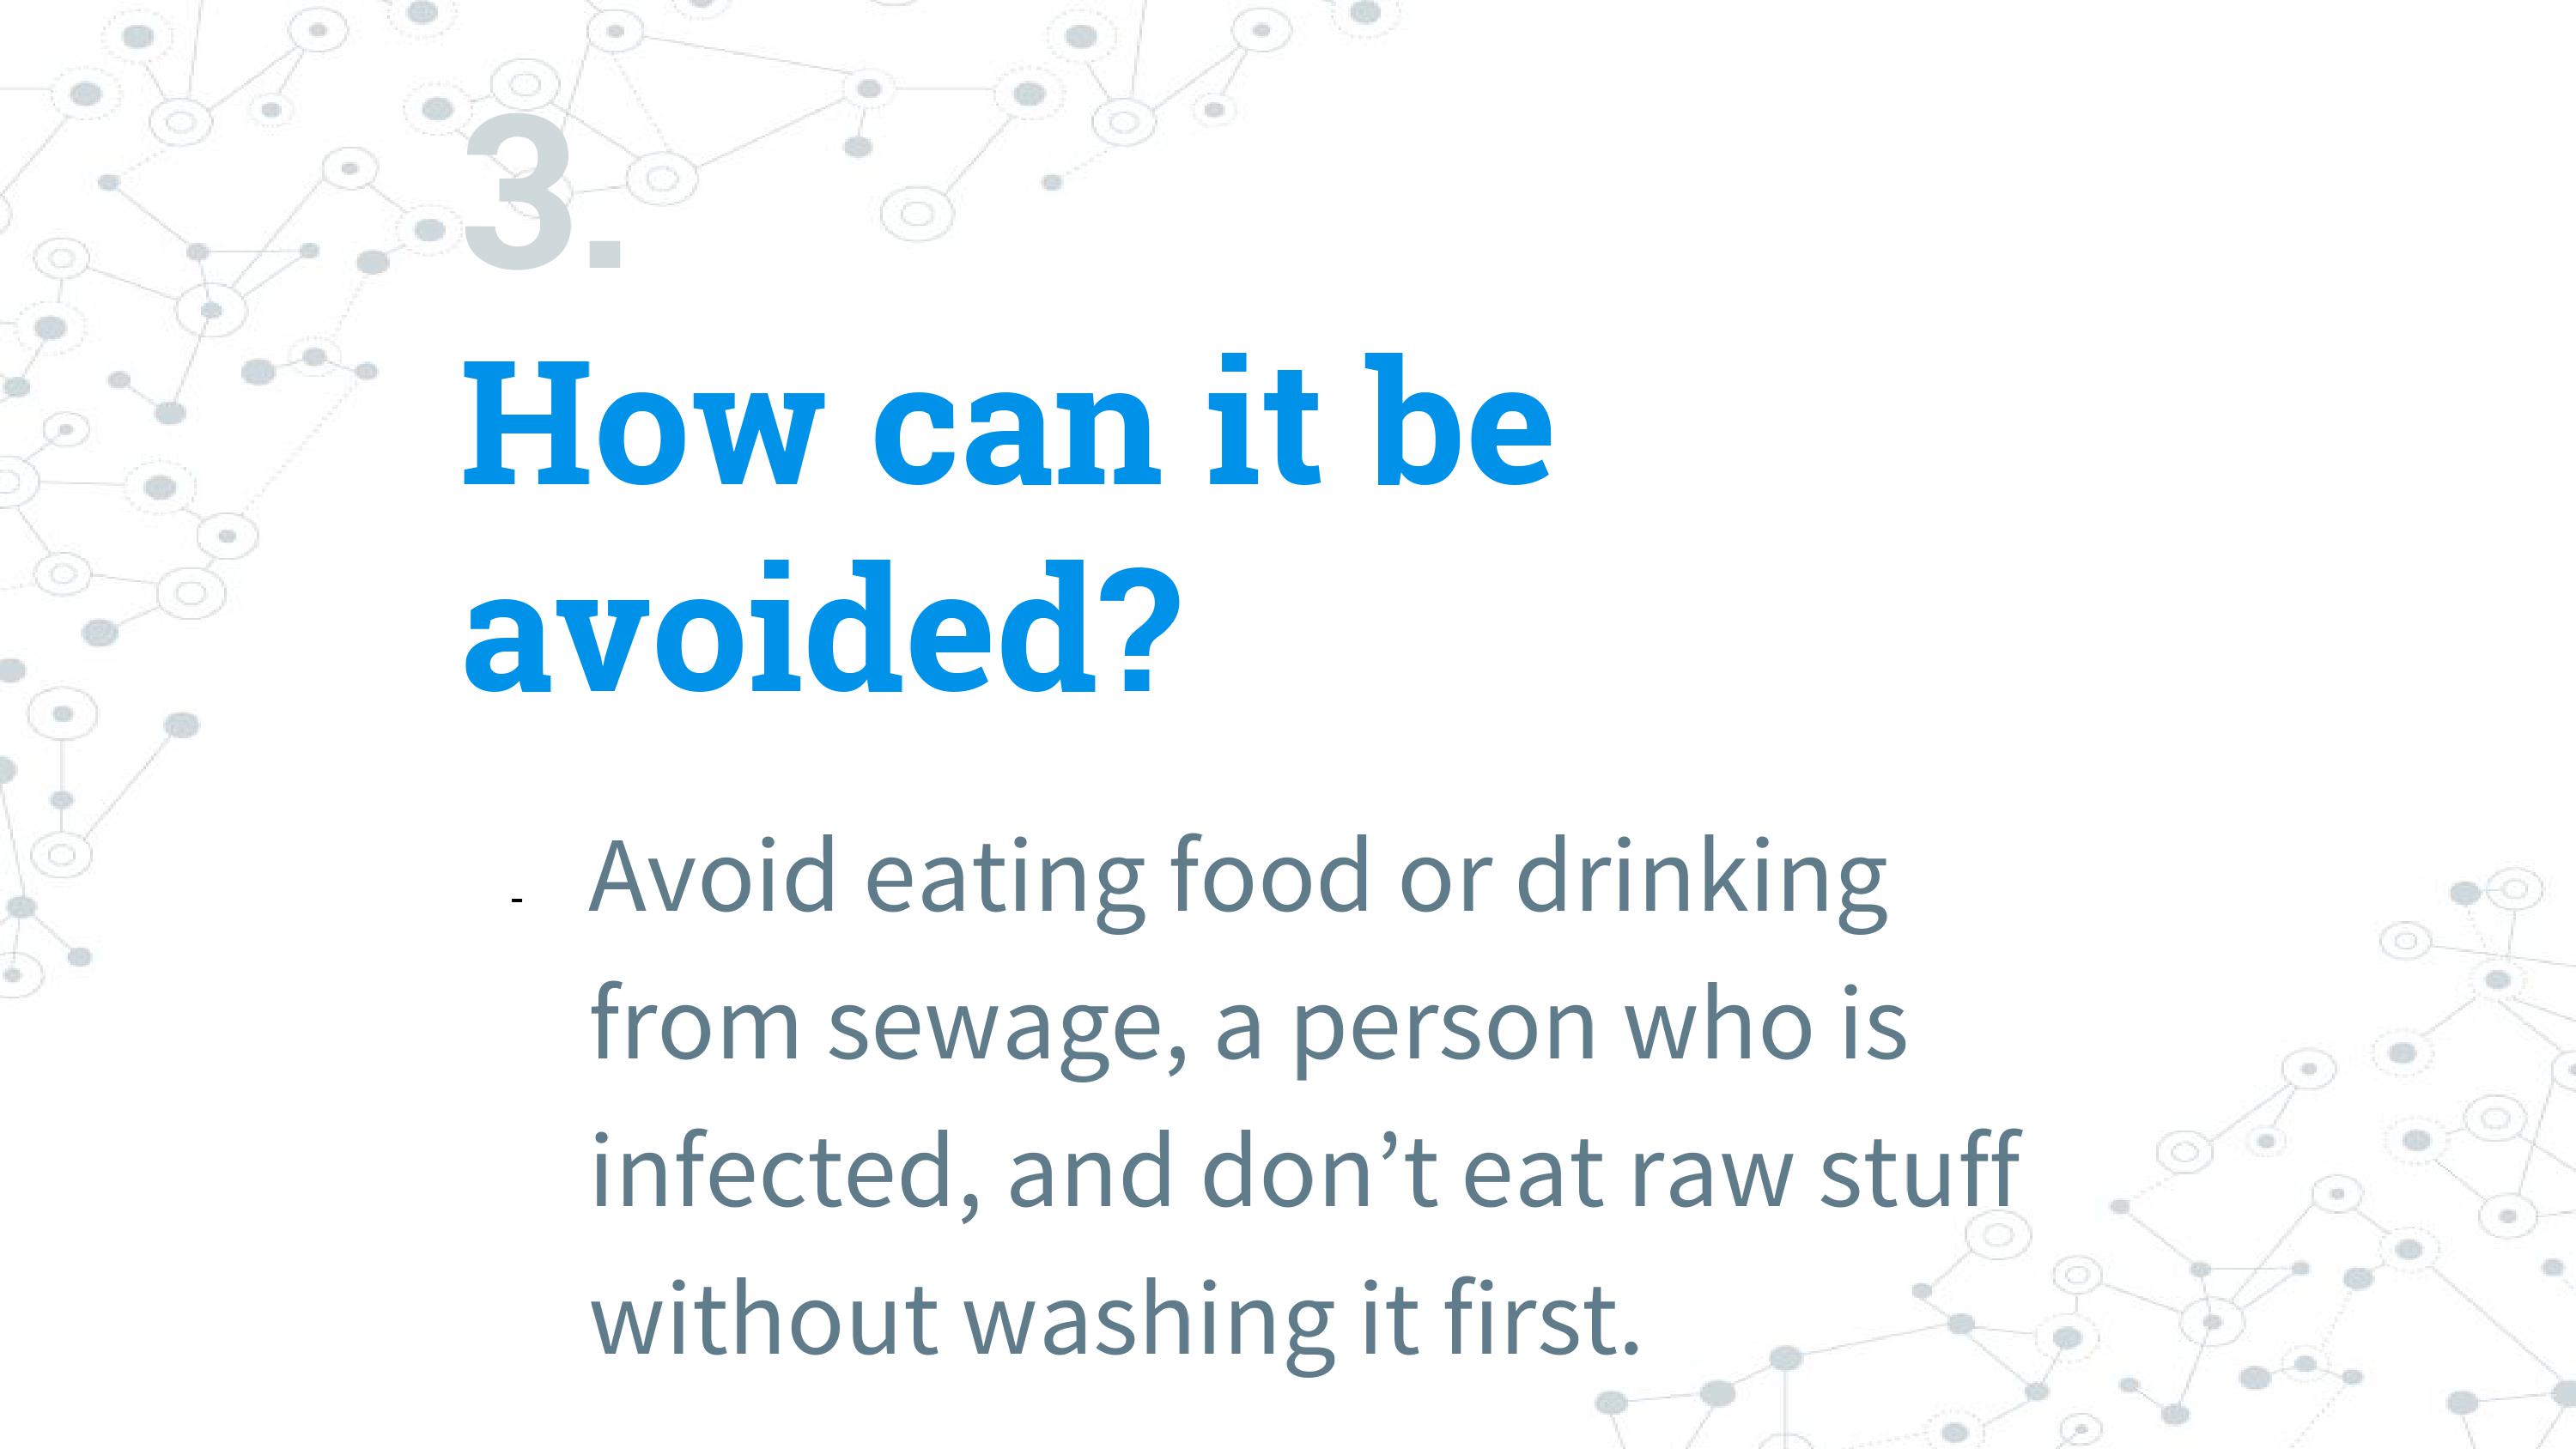 3.
How can it be
avoided?
- Avoid eating food or drinking
from sewage, a person who is
infected, and don’t eat raw stuff
without washing it first.